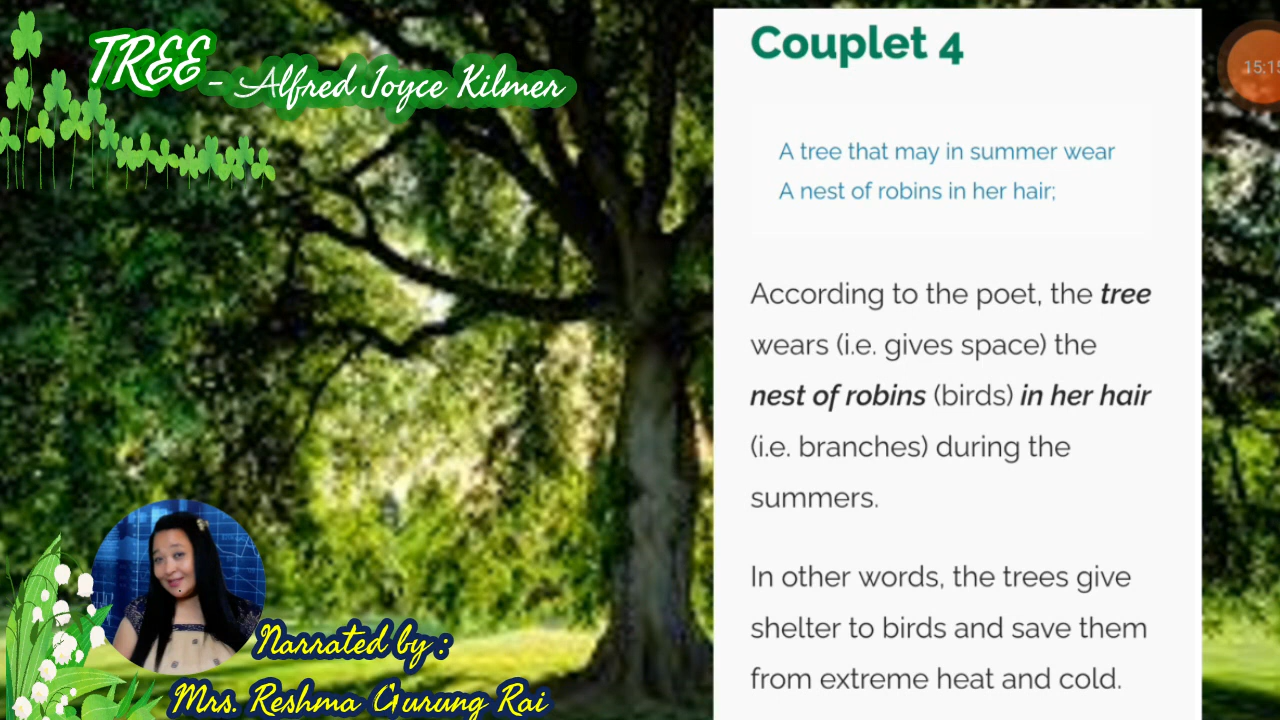 TREE - Alfred Joyce Kilmer
Couplet 4
15:15
A tree that may in summer wear
A nest of robins in her hair;
According to the poet, the tree
wears (i.e. gives space) the
nest of robins (birds) in her hair
(i.e. branches) during the
summers.
In other words, the trees give
shelter to birds and save them
from extreme heat and cold.
Narrated by :
Mrs. Reshma Gurung Rai